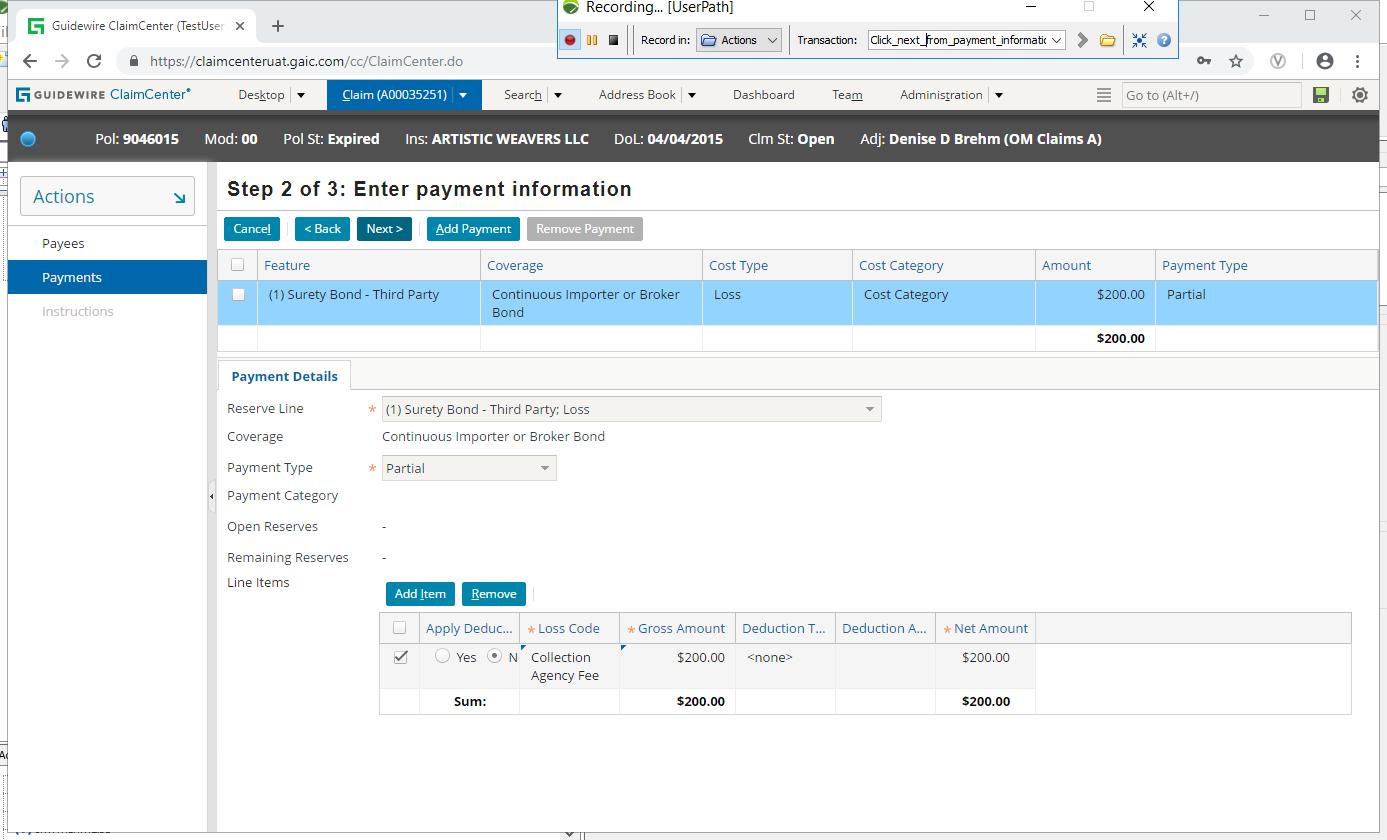 Recording... [UserPath]
Guidewire ClaimCenter (TestUser
Record in: Actions Transaction: Click_next_from_payment_informatic
https://claimcenteruat.gaic.com/cc/ClaimCenter.do
GUIDEWIRE ClaimCenter® Desktop Claim (A00035251) Search Address Book Dashboard Team Administration Go to (Alt+/)
Pol: 9046015 Mod: 00 Pol St: Expired Ins: ARTISTIC WEAVERS LLC DoL: 04/04/2015 Clm St: Open Adj: Denise D Brehm (OM Claims A)
Actions
Payees
Payments
Instructions
Step 2 of 3: Enter payment information
Cancel < Back Next > Add Payment Remove Payment
Feature Coverage Cost Type Cost Category Amount Payment Type
(1) Surety Bond - Third Party Continuous Importer or Broker Loss Cost Category $200.00 Partial
Bond
$200.00
Payment Details
Reserve Line * (1) Surety Bond - Third Party; Loss
Coverage Continuous Importer or Broker Bond
Payment Type * Partial
Payment Category
Open Reserves -
Remaining Reserves -
Line Items
Add Item Remove
Apply Deduc... * Loss Code * Gross Amount Deduction T... Deduction A... * Net Amount
Yes N Collection $200.00 <none> $200.00
Agency Fee
Sum: $200.00 $200.00